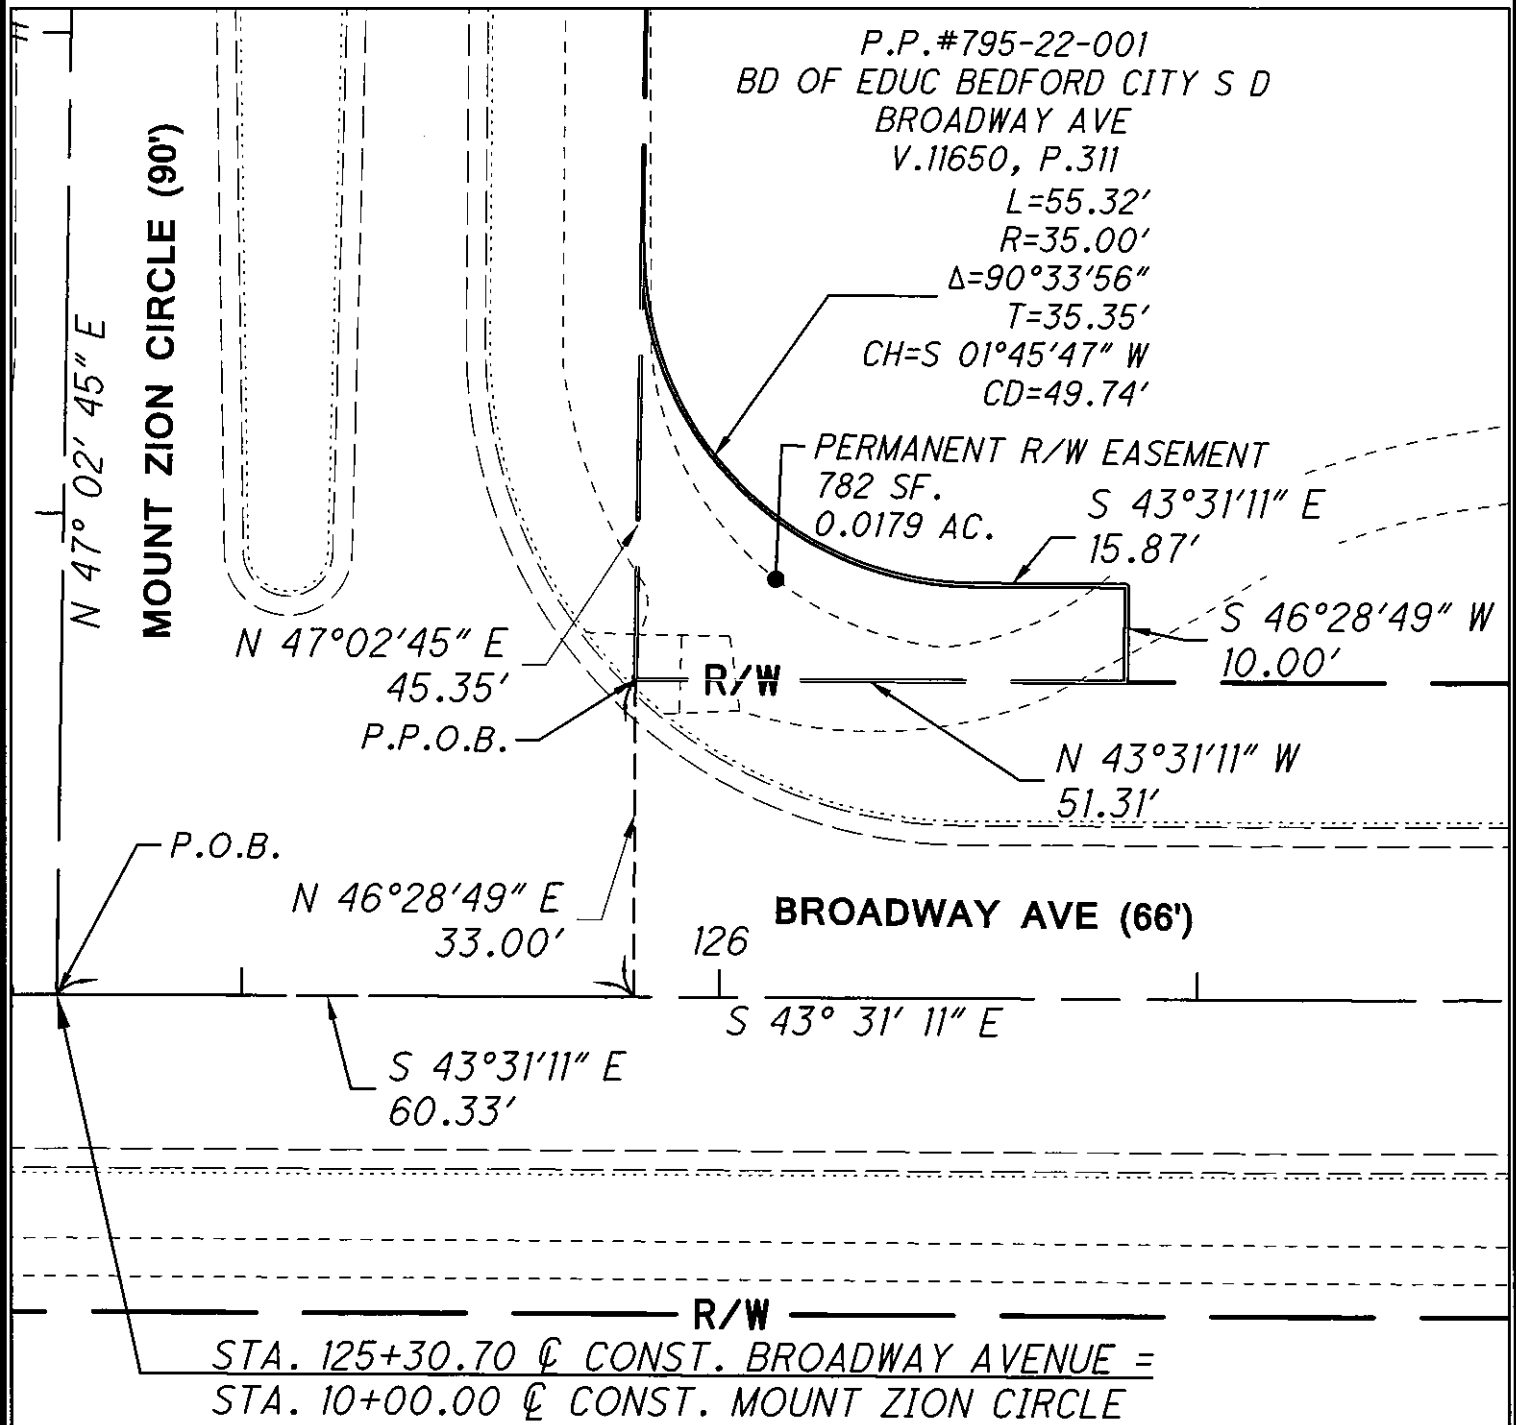 P.P.#795-22-001
BD OF EDUC BEDFORD CITY S D
BROADWAY AVE
V.11650, P.311
L=55.32'
R=35.00'
Δ=90°33'56"
T=35.35'
CH=S 01°45'47" W
CD=49.74'
MOUNT ZION CIRCLE (90')
N 47° 02' 45" E
PERMANENT R/W EASEMENT
782 SF.
0.0179 AC.
S 43°31'11" E
15.87'
S 46°28'49" W
10.00'
N 47°02'45" E
45.35'
R/W
P.P.O.B.
N 43°31'11" W
51.31'
P.O.B.
N 46°28'49" E
33.00'
BROADWAY AVE (66')
126
S 43° 31' 11" E
S 43°31'11" E
60.33'
R/W
STA. 125+30.70 ℄ CONST. BROADWAY AVENUE =
STA. 10+00.00 ℄ CONST. MOUNT ZION CIRCLE